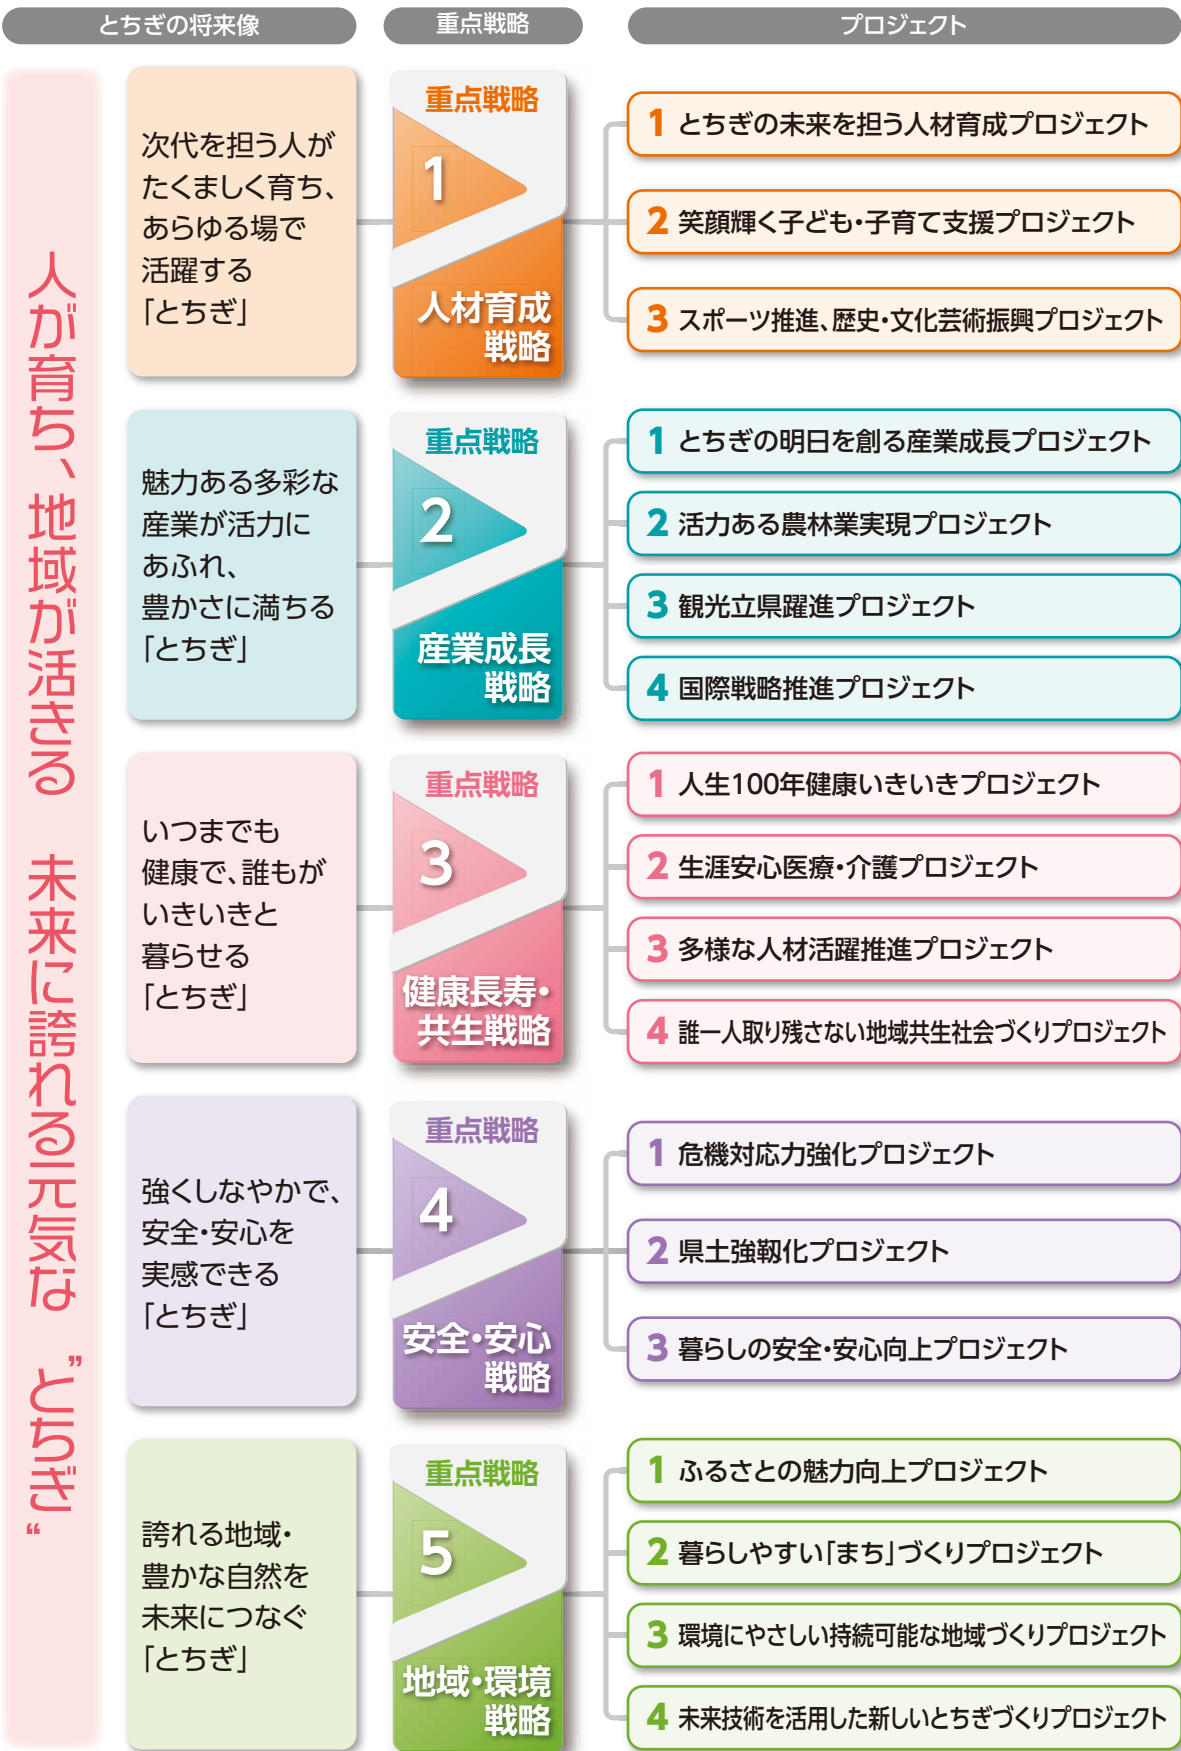 とちぎの将来像
重点戦略
プロジェクト
人が育ち、地域が活きる 未来に誇れる元気な “とちぎ”
次代を担う人が
たくましく育ち、
あらゆる場で
活躍する
「とちぎ」
重点戦略
1
人材育成
戦略
1 とちぎの未来を担う人材育成プロジェクト
2 笑顔輝く子ども・子育て支援プロジェクト
3 スポーツ推進、歴史・文化芸術振興プロジェクト
魅力ある多彩な
産業が活力に
あふれ、
豊かさに満ちる
「とちぎ」
重点戦略
2
産業成長
戦略
1 とちぎの明日を創る産業成長プロジェクト
2 活力ある農林業実現プロジェクト
3 観光立県躍進プロジェクト
4 国際戦略推進プロジェクト
いつまでも
健康で、誰もが
いきいきと
暮らせる
「とちぎ」
重点戦略
3
健康長寿・
共生戦略
1 人生100年健康いきいきプロジェクト
2 生涯安心医療・介護プロジェクト
3 多様な人材活躍推進プロジェクト
4 誰一人取り残さない地域共生社会づくりプロジェクト
強くしなやかで、
安全・安心を
実感できる
「とちぎ」
重点戦略
4
安全・安心
戦略
1 危機対応力強化プロジェクト
2 県土強靱化プロジェクト
3 暮らしの安全・安心向上プロジェクト
誇れる地域・
豊かな自然を
未来につなぐ
「とちぎ」
重点戦略
5
地域・環境
戦略
1 ふるさとの魅力向上プロジェクト
2 暮らしやすい「まち」づくりプロジェクト
3 環境にやさしい持続可能な地域づくりプロジェクト
4 未来技術を活用した新しいとちぎづくりプロジェクト